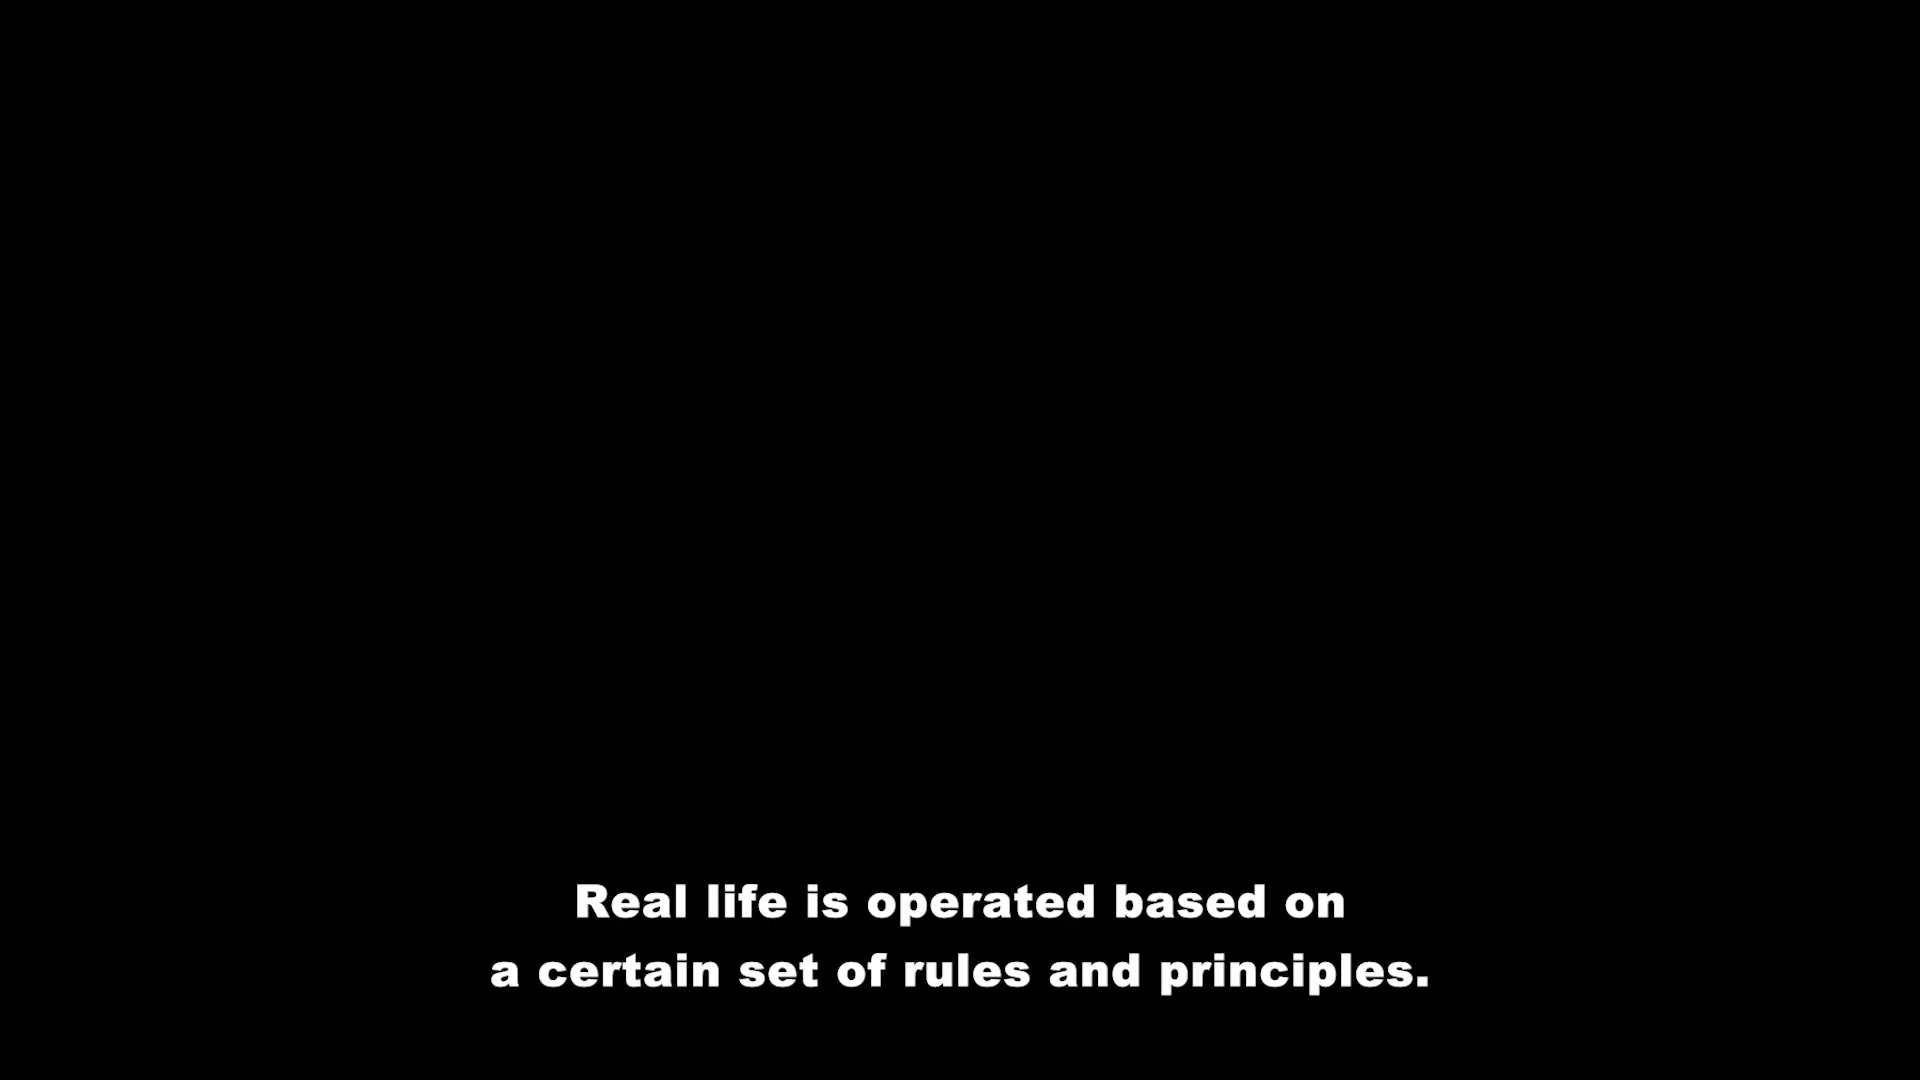 Real life is operated based on
a certain set of rules and principles.